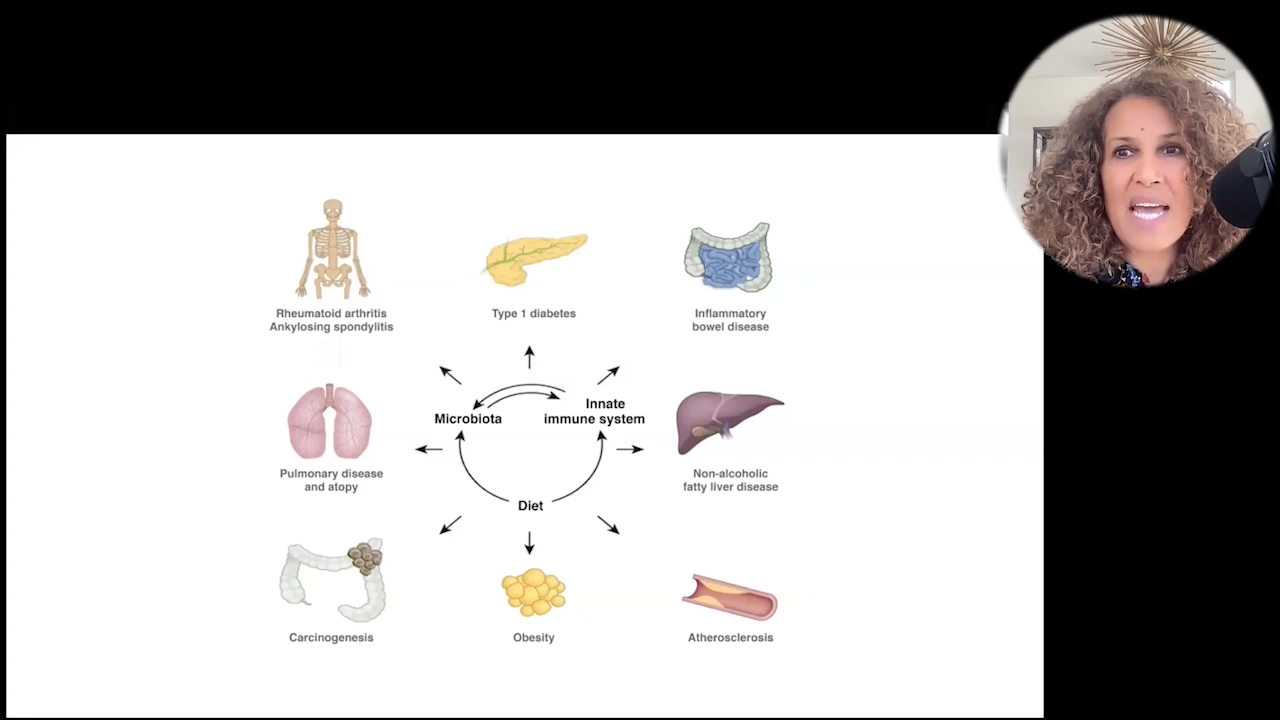 Rheumatoid arthritis
Ankylosing spondylitis
Type 1 diabetes
Inflammatory
bowel disease
Microbiota
Innate
immune system
Pulmonary disease
and atopy
Non-alcoholic
fatty liver disease
Diet
Carcinogenesis
Obesity
Atherosclerosis